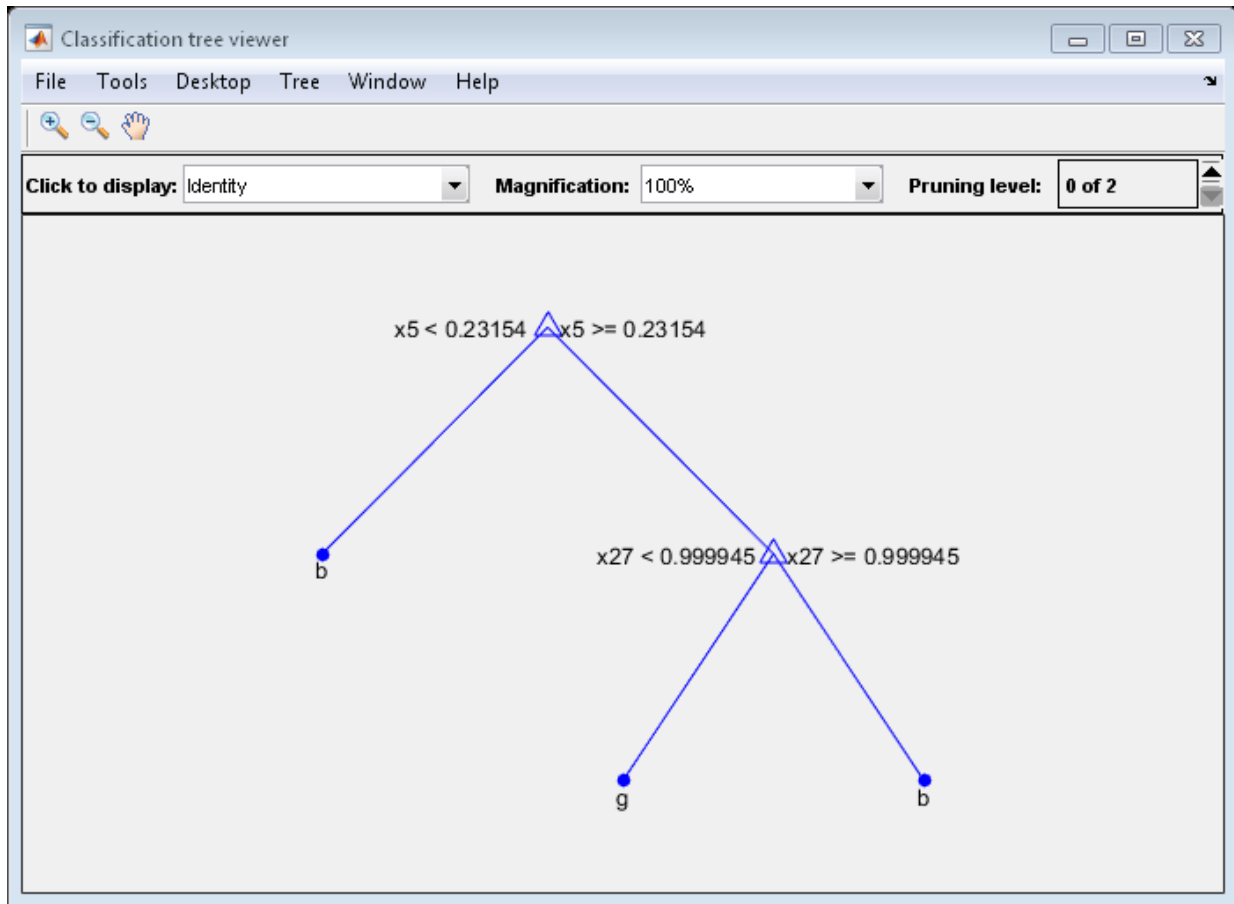 Classification tree viewer
File Tools Desktop Tree Window Help
Click to display: Identity Magnification: 100% Pruning level: 0 of 2
x5 < 0.23154 x5 >= 0.23154
b
x27 < 0.999945 x27 >= 0.999945
g b